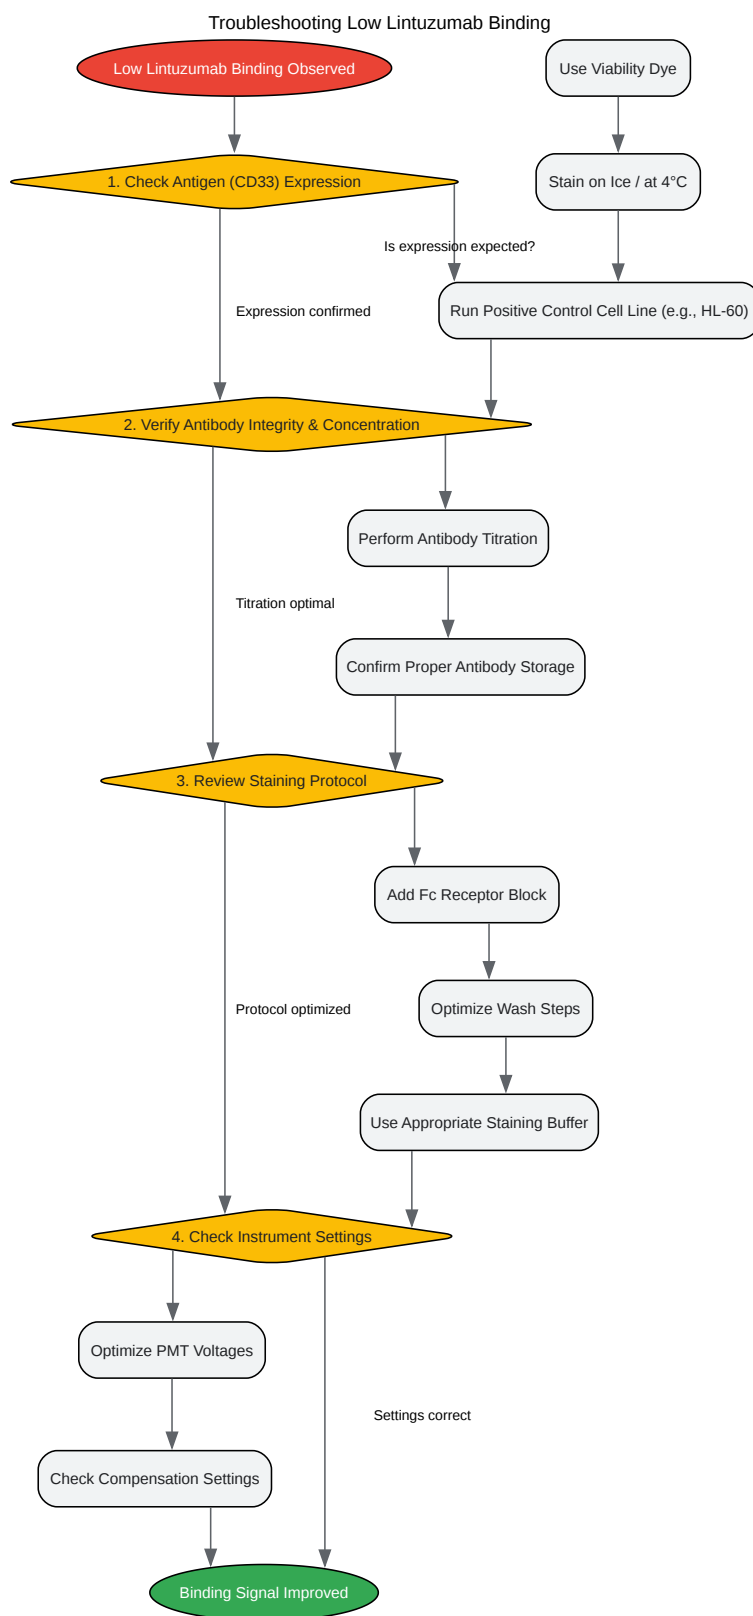 Troubleshooting Low Lintuzumab Binding
Low Lintuzumab Binding Observed
Use Viability Dye
1. Check Antigen (CD33) Expression
Stain on Ice / at 4°C
Is expression expected?
Expression confirmed
Run Positive Control Cell Line (e.g., HL-60)
2. Verify Antibody Integrity & Concentration
Perform Antibody Titration
Titration optimal
Confirm Proper Antibody Storage
3. Review Staining Protocol
Add Fc Receptor Block
Protocol optimized
Optimize Wash Steps
Use Appropriate Staining Buffer
4. Check Instrument Settings
Optimize PMT Voltages
Settings correct
Check Compensation Settings
Binding Signal Improved